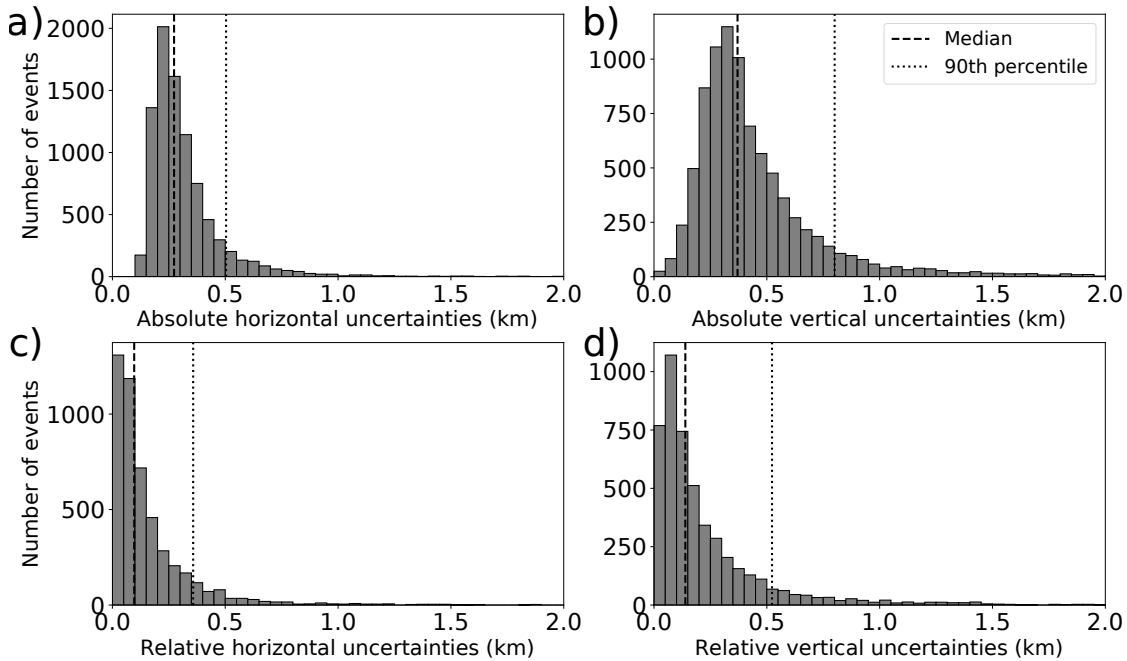 a)
Number of events
2000
1500
1000
500
0
0.0 0.5 1.0 1.5 2.0
Absolute horizontal uncertainties (km)
b)
Median
90th percentile
1000
750
500
250
0
0.0 0.5 1.0 1.5 2.0
Absolute vertical uncertainties (km)
c)
Number of events
1000
500
0
0.0 0.5 1.0 1.5 2.0
Relative horizontal uncertainties (km)
d)
1000
750
500
250
0
0.0 0.5 1.0 1.5 2.0
Relative vertical uncertainties (km)